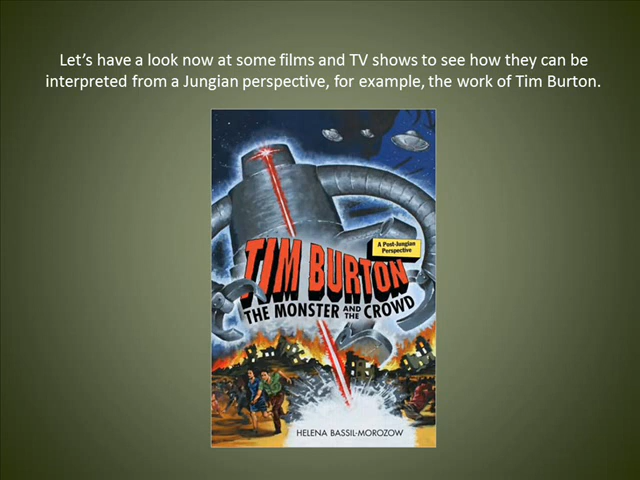 Let's have a look now at some films and TV shows to see how they can be
interpreted from a Jungian perspective, for example, the work of Tim Burton.
A Post-Jungian
Perspective
TIM BURTON
THE MONSTER AND THE CROWD
HELENA BASSIL-MOROZOW